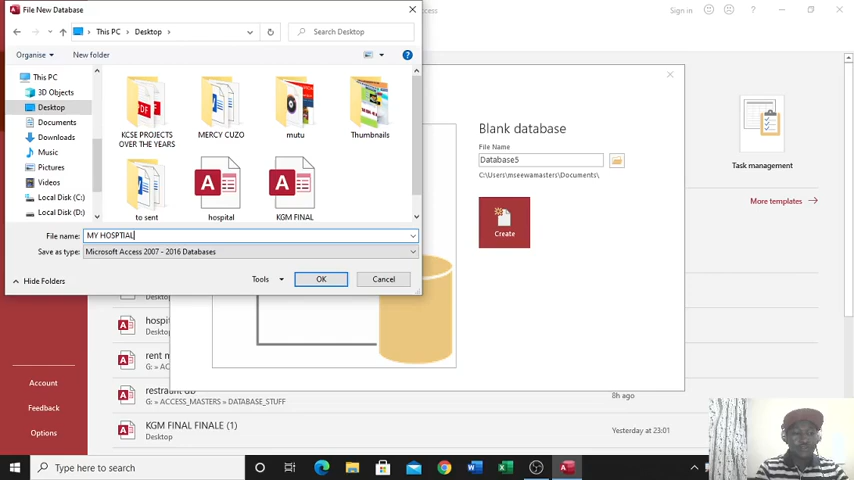 File New Database
ccess
Sign in
This PC > Desktop >
Search Desktop
Organise
New folder
This PC
3D Objects
Desktop
Documents
Downloads
Music
Pictures
Videos
Local Disk (C:)
Local Disk (D:)
KCSE PROJECTS
OVER THE YEARS
MERCY CUZO
mutu
Thumbnails
to sent
hospital
KGM FINAL
File name: MY HOSPTIAL
Save as type: Microsoft Access 2007 - 2016 Databases
Hide Folders
Tools
OK
Cancel
Blank database
File Name
Database5
C:\Users\mseewamasters\Documents\
Create
Task management
More templates
hospi
Desktop
rent n
G: » AC
restraunt db
G: » ACCESS_MASTERS » DATABASE_STUFF
8h ago
KGM FINAL FINALE (1)
Desktop
Yesterday at 23:01
Account
Feedback
Options
Type here to search